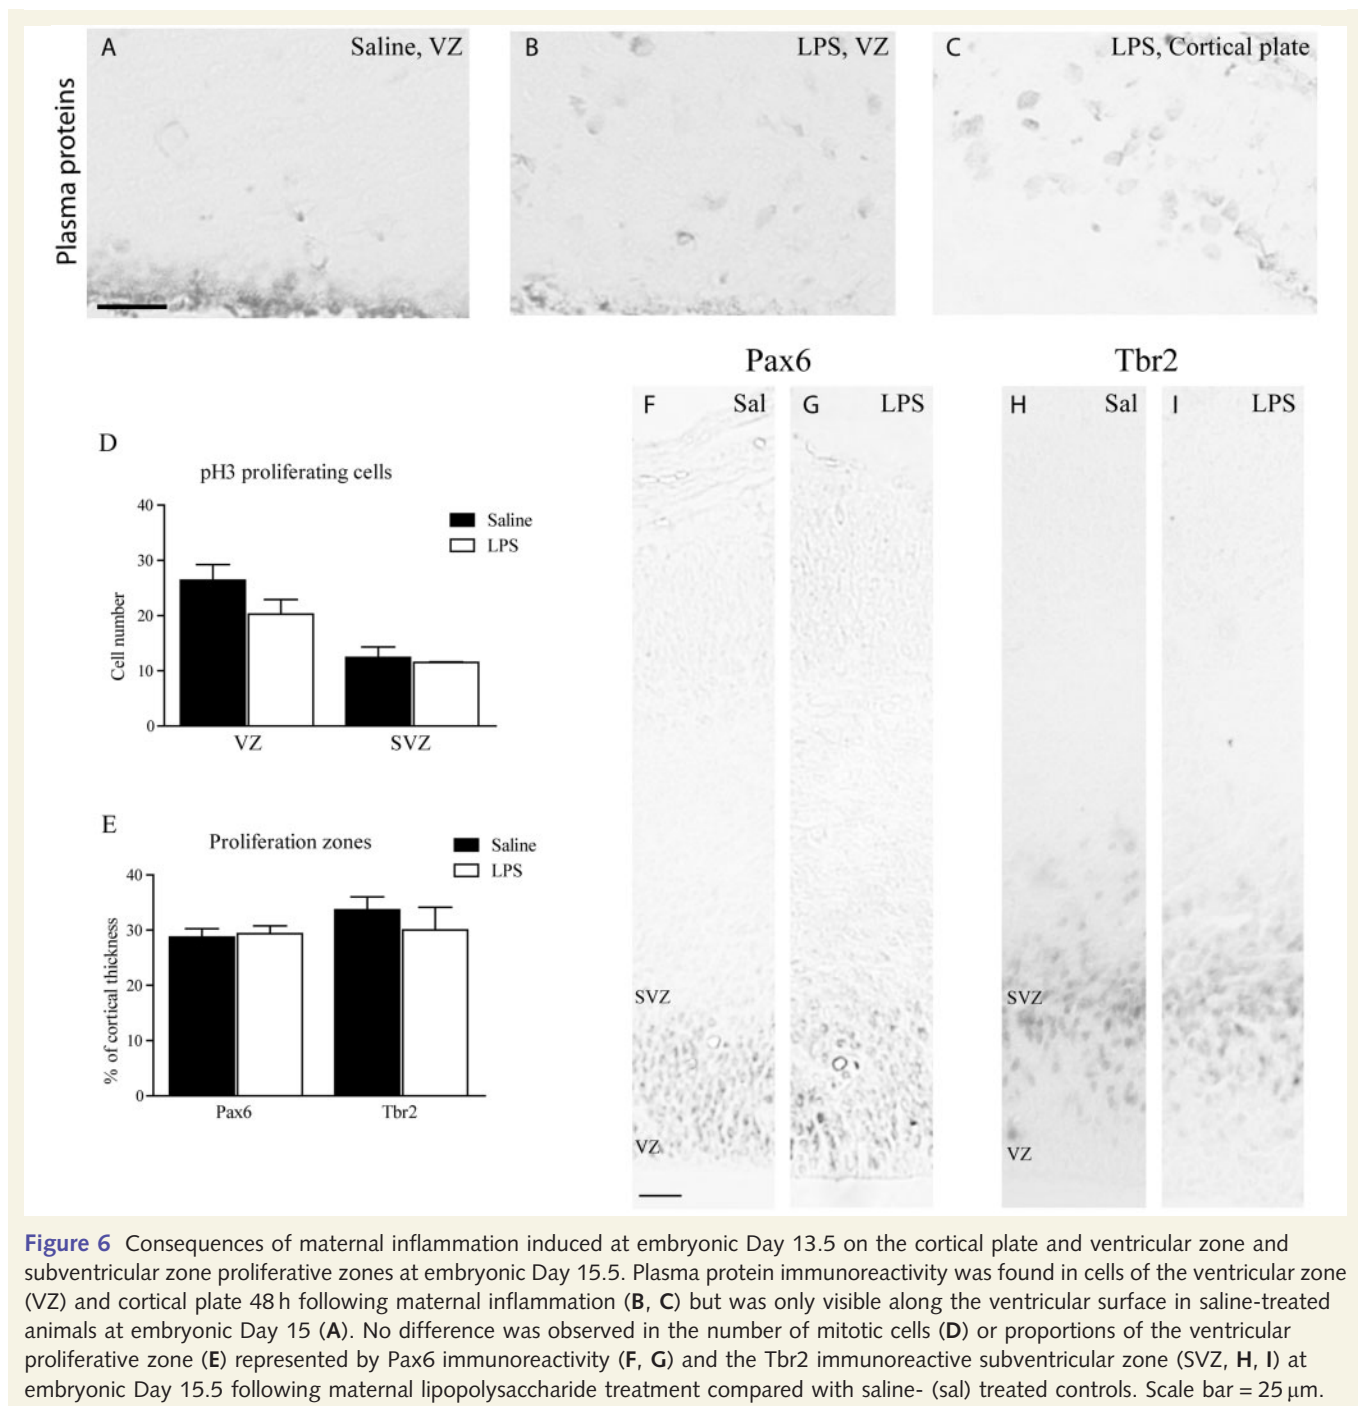 A
Saline, VZ
B
LPS, VZ
C
LPS, Cortical plate
Plasma proteins
Pax6
Tbr2
F
Sal
G
LPS
H
Sal
I
LPS
D
pH3 proliferating cells
Saline
LPS
Cell number
40
30
20
10
0
VZ
SVZ
E
Proliferation zones
Saline
LPS
% of cortical thickness
40
30
20
10
0
Pax6
Tbr2
SVZ
VZ
SVZ
VZ
Figure 6 Consequences of maternal inflammation induced at embryonic Day 13.5 on the cortical plate and ventricular zone and
subventricular zone proliferative zones at embryonic Day 15.5. Plasma protein immunoreactivity was found in cells of the ventricular zone
(VZ) and cortical plate 48 h following maternal inflammation (B, C) but was only visible along the ventricular surface in saline-treated
animals at embryonic Day 15 (A). No difference was observed in the number of mitotic cells (D) or proportions of the ventricular
proliferative zone (E) represented by Pax6 immunoreactivity (F, G) and the Tbr2 immunoreactive subventricular zone (SVZ, H, I) at
embryonic Day 15.5 following maternal lipopolysaccharide treatment compared with saline- (sal) treated controls. Scale bar = 25 μm.